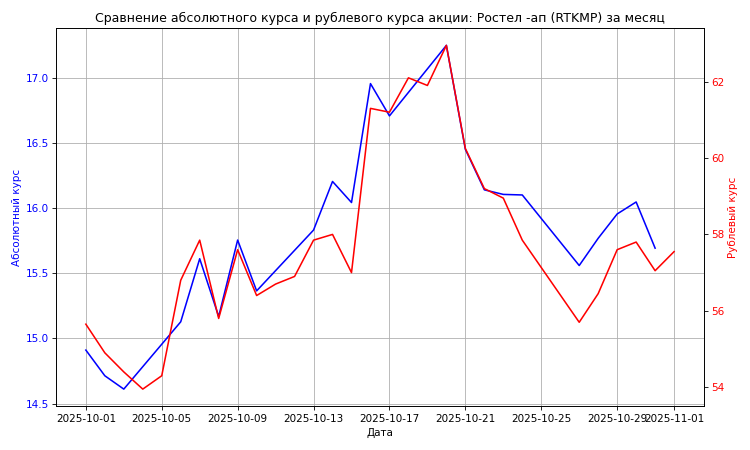 Сравнение абсолютного курса и рублевого курса акции: Ростел -ап (RTKMP) за месяц
17.0
16.5
16.0
15.5
15.0
14.5
Абсолютный курс
62
60
58
56
54
Рублевый курс
2025-10-01 2025-10-05 2025-10-09 2025-10-13 2025-10-17 2025-10-21 2025-10-25 2025-10-29 2025-11-01
Дата